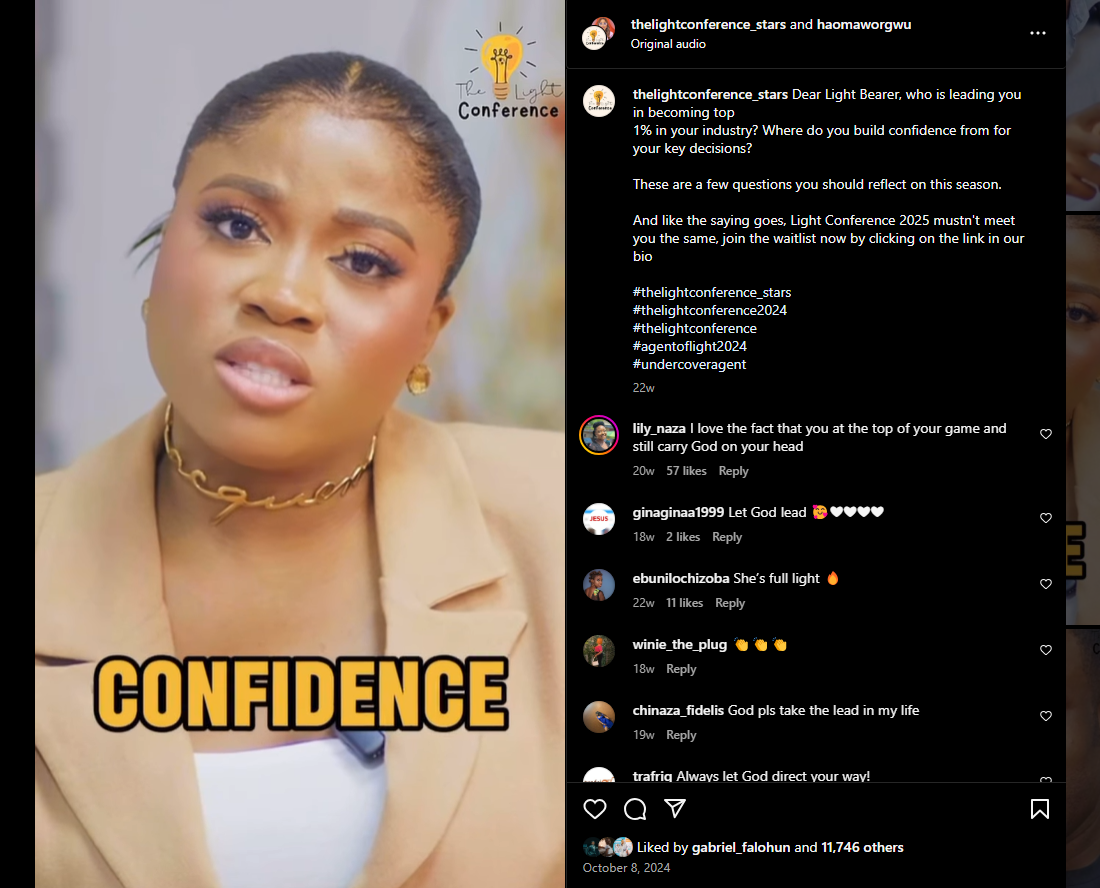 The Light
Conference
CONFIDENCE
thelightconference_stars and haomaworgwu
Original audio
thelightconference_stars Dear Light Bearer, who is leading you
in becoming top
1% in your industry? Where do you build confidence from for
your key decisions?
These are a few questions you should reflect on this season.
And like the saying goes, Light Conference 2025 mustn't meet
you the same, join the waitlist now by clicking on the link in our
bio
#thelightconference_stars
#thelightconference2024
#thelightconference
#agentoflight2024
#undercoveragent
22w
lily_naza I love the fact that you at the top of your game and
still carry God on your head
20w 57 likes Reply
JESUS
ginaginaa1999 Let God lead 🥰🤍🤍🤍🤍
18w 2 likes Reply
ebunilochizoba She's full light 🔥
22w 11 likes Reply
winie_the_plug 👏 👏 👏
18w Reply
chinaza_fidelis God pls take the lead in my life
19w Reply
trafriq Always let God direct your way!
Liked by gabriel_falohun and 11,746 others
October 8, 2024